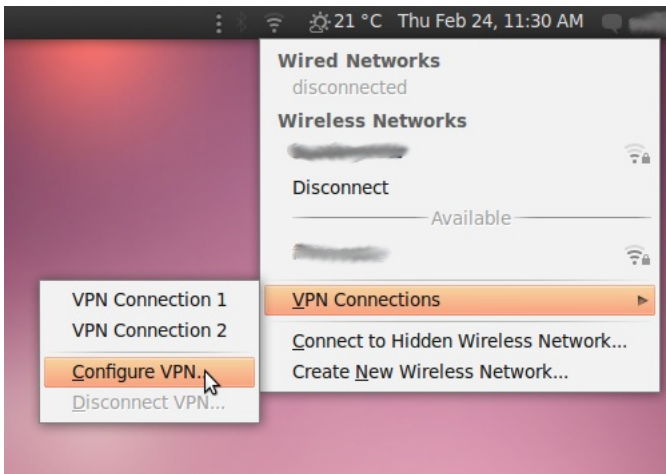 21 °C Thu Feb 24, 11:30 AM
Wired Networks
disconnected
Wireless Networks
Disconnect
Available
VPN Connections
Connect to Hidden Wireless Network...
Create New Wireless Network...
VPN Connection 1
VPN Connection 2
Configure VPN...
Disconnect VPN...